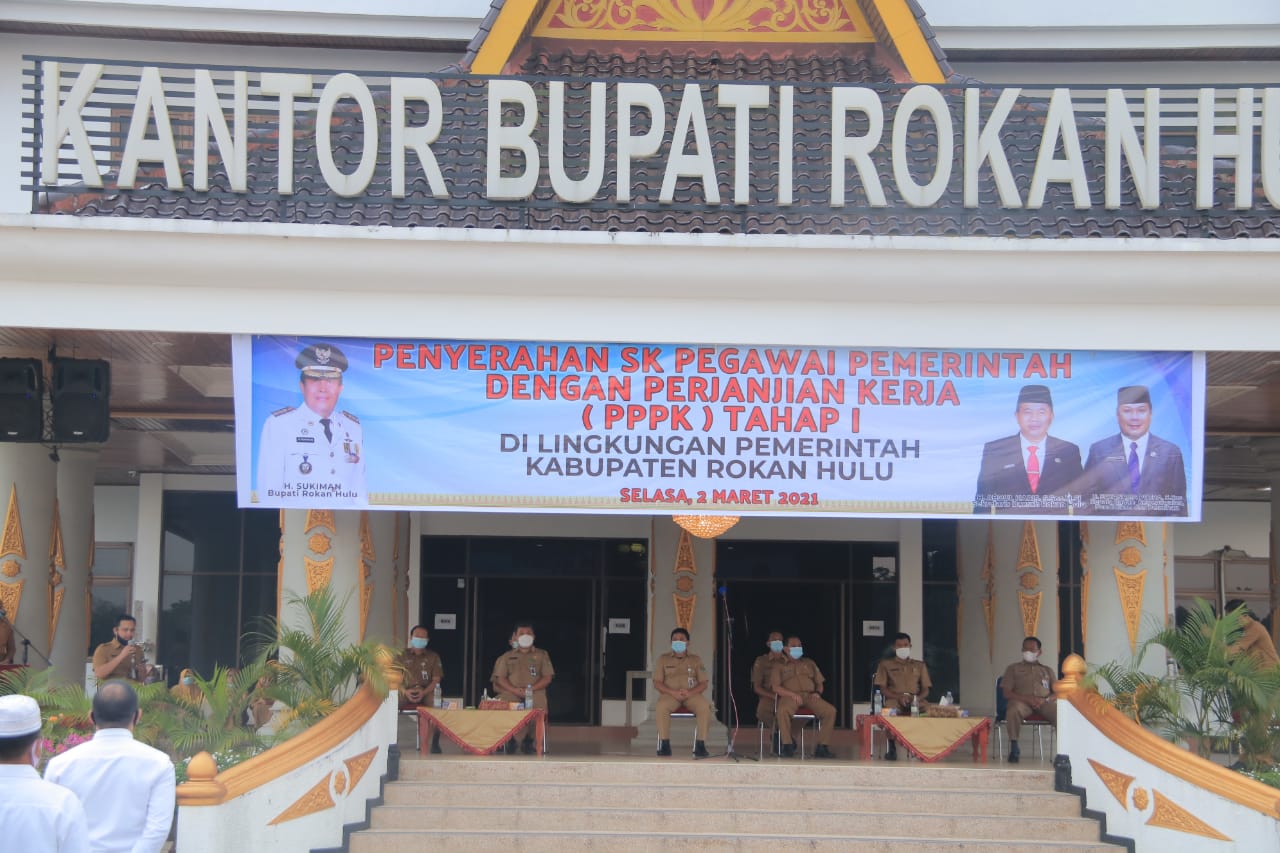 KANTOR BUPATI ROKAN HU
PENYERAHAN SK PEGAWAI PEMERINTAH
DENGAN PERJANJIAN KERJA
( PPPK ) TAHAP I
DI LINGKUNGAN PEMERINTAH
KABUPATEN ROKAN HULU
SELASA, 2 MARET 2021
H. SUKIMAN
Bupati Rokan Hulu